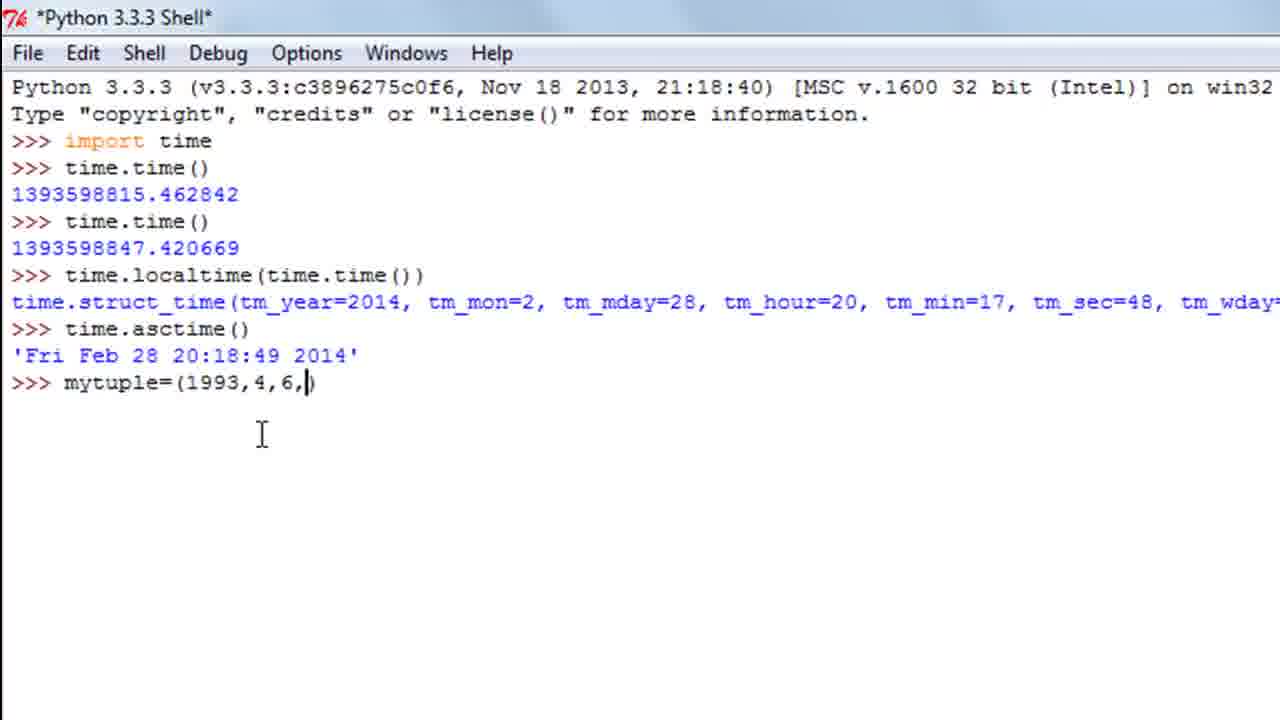 *Python 3.3.3 Shell*
File Edit Shell Debug Options Windows Help
Python 3.3.3 (v3.3.3:c3896275c0f6, Nov 18 2013, 21:18:40) [MSC v.1600 32 bit (Intel)] on win32
Type "copyright", "credits" or "license()" for more information.
>>> import time
>>> time.time()
1393598815.462842
>>> time.time()
1393598847.420669
>>> time.localtime(time.time())
time.struct_time(tm_year=2014, tm_mon=2, tm_mday=28, tm_hour=20, tm_min=17, tm_sec=48, tm_wday=
>>> time.asctime()
'Fri Feb 28 20:18:49 2014'
>>> mytuple=(1993,4,6,)